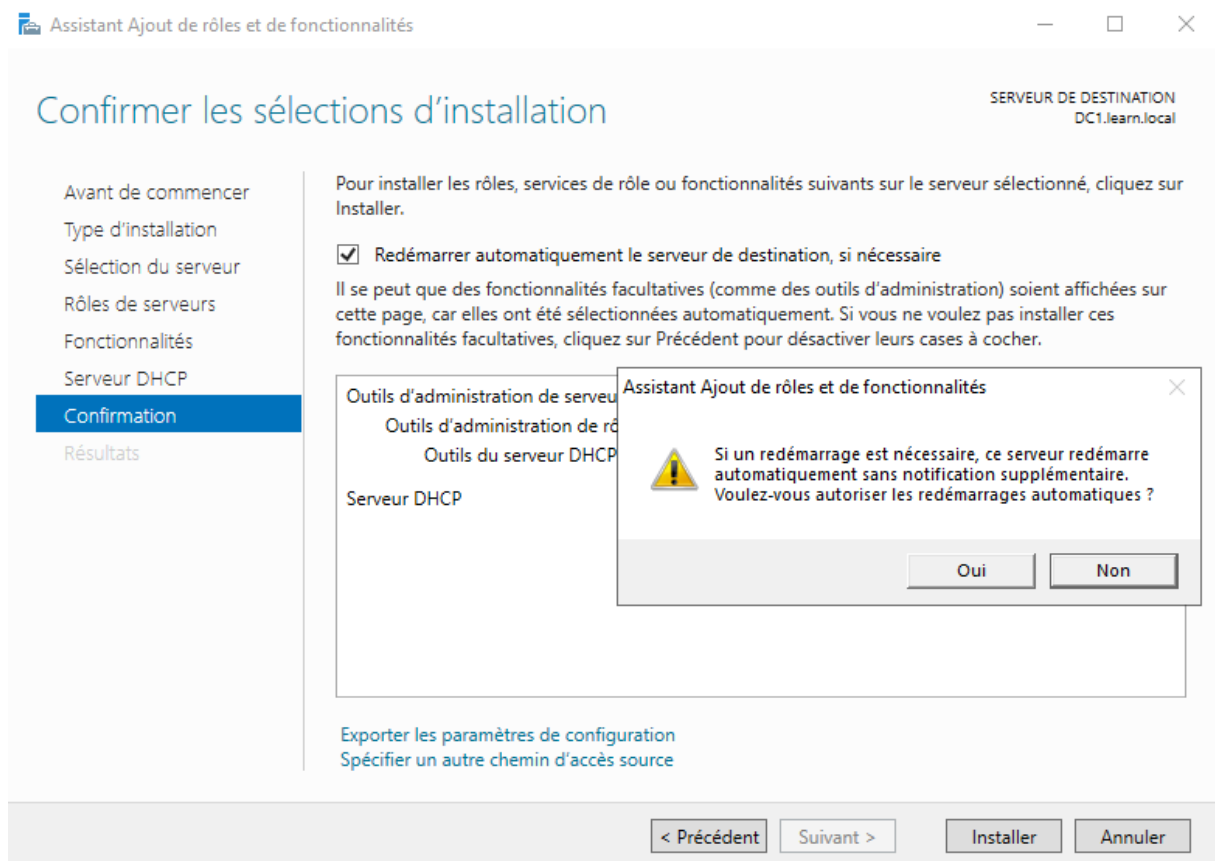 Assistant Ajout de rôles et de fonctionnalités
Confirmer les sélections d'installation
SERVEUR DE DESTINATION
DC1.learn.local
Avant de commencer
Type d'installation
Sélection du serveur
Rôles de serveurs
Fonctionnalités
Serveur DHCP
Confirmation
Résultats
Pour installer les rôles, services de rôle ou fonctionnalités suivants sur le serveur sélectionné, cliquez sur
Installer.
Redémarrer automatiquement le serveur de destination, si nécessaire
Il se peut que des fonctionnalités facultatives (comme des outils d'administration) soient affichées sur
cette page, car elles ont été sélectionnées automatiquement. Si vous ne voulez pas installer ces
fonctionnalités facultatives, cliquez sur Précédent pour désactiver leurs cases à cocher.
Outils d'administration de serveu
Outils d'administration de rô
Outils du serveur DHCP
Serveur DHCP
Assistant Ajout de rôles et de fonctionnalités
Si un redémarrage est nécessaire, ce serveur redémarre
automatiquement sans notification supplémentaire.
Voulez-vous autoriser les redémarrages automatiques ?
Oui
Non
Exporter les paramètres de configuration
Spécifier un autre chemin d'accès source
< Précédent
Suivant >
Installer
Annuler